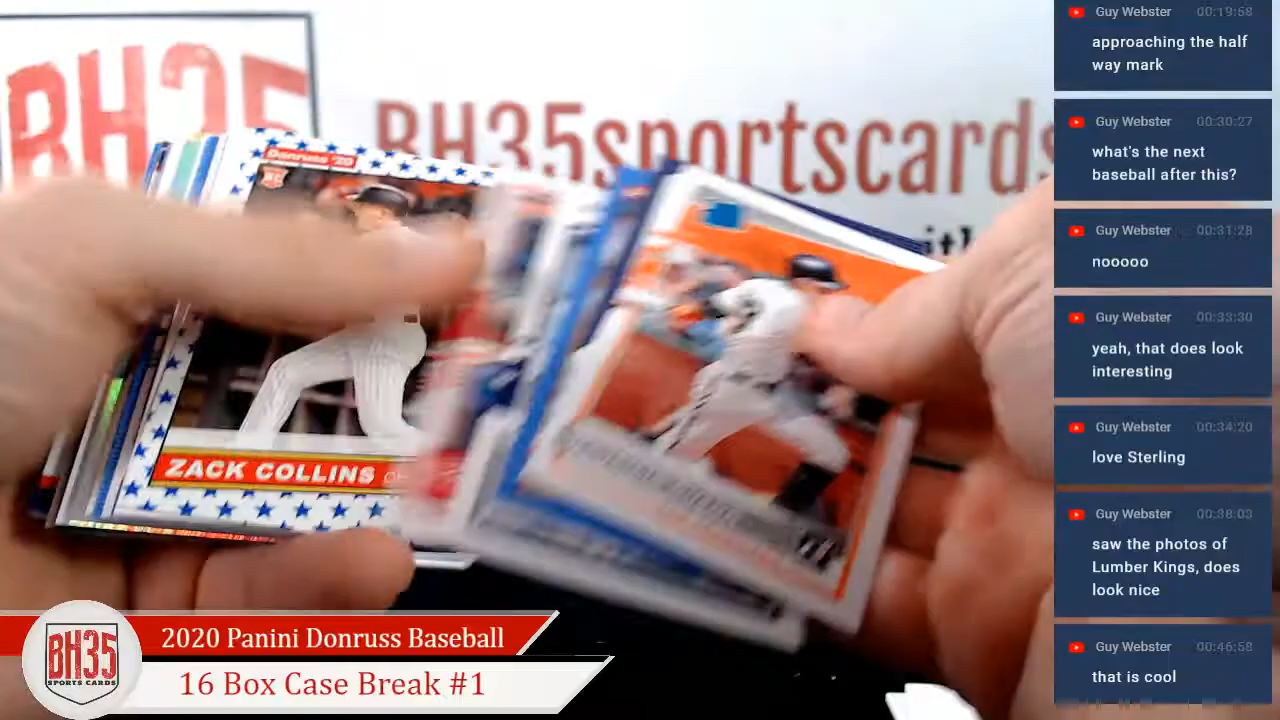 BH35
BH35sportscards
Donruss '20
RC
ZACK COLLINS
2020 Panini Donruss Baseball
16 Box Case Break #1
BH35
SPORTS CARDS
Guy Webster 00:19:58
approaching the half
way mark
Guy Webster 00:30:27
what's the next
baseball after this?
Guy Webster 00:31:28
nooooo
Guy Webster 00:33:30
yeah, that does look
interesting
Guy Webster 00:34:20
love Sterling
Guy Webster 00:38:03
saw the photos of
Lumber Kings, does
look nice
Guy Webster 00:46:58
that is cool